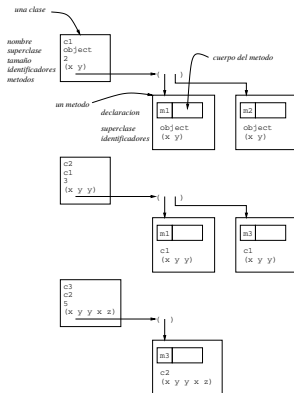 una clase
nombre
superclase
tamaño
identificadores
metodos
c1
object
2
(x y)
( )
cuerpo del metodo
un metodo
declaracion
superclase
identificadores
m1
object
(x y)
m2
object
(x y)
c2
c1
3
(x y y)
( )
m1
c1
(x y y)
m3
c1
(x y y)
c3
c2
5
(x y y x z)
( )
m3
c2
(x y y x z)